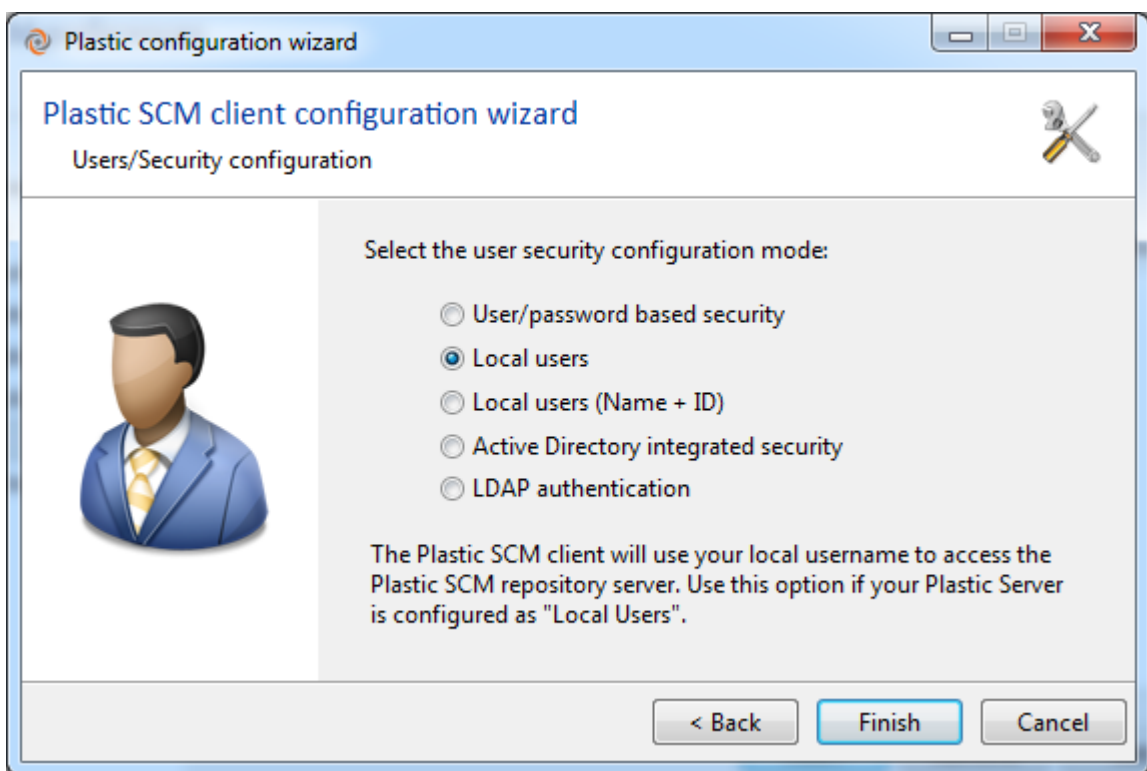 Plastic configuration wizard
Plastic SCM client configuration wizard
Users/Security configuration
Select the user security configuration mode:
User/password based security
Local users
Local users (Name + ID)
Active Directory integrated security
LDAP authentication
The Plastic SCM client will use your local username to access the
Plastic SCM repository server. Use this option if your Plastic Server
is configured as "Local Users".
< Back Finish Cancel